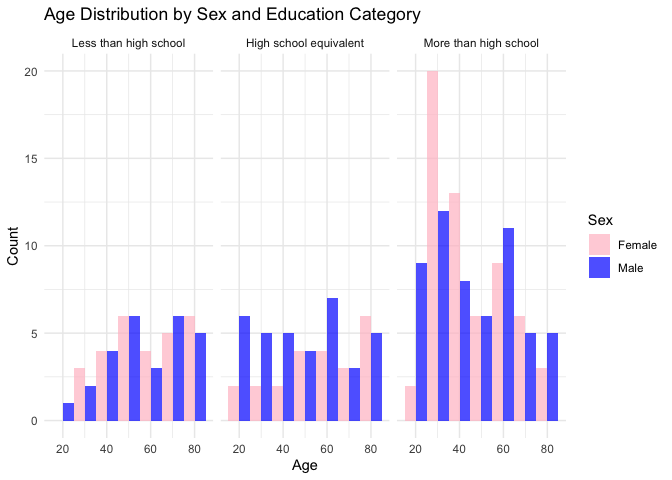 Age Distribution by Sex and Education Category
Less than high school
High school equivalent
More than high school
20
15
10
5
0
Count
20 40 60 80
20 40 60 80
20 40 60 80
Age
Sex
Female
Male